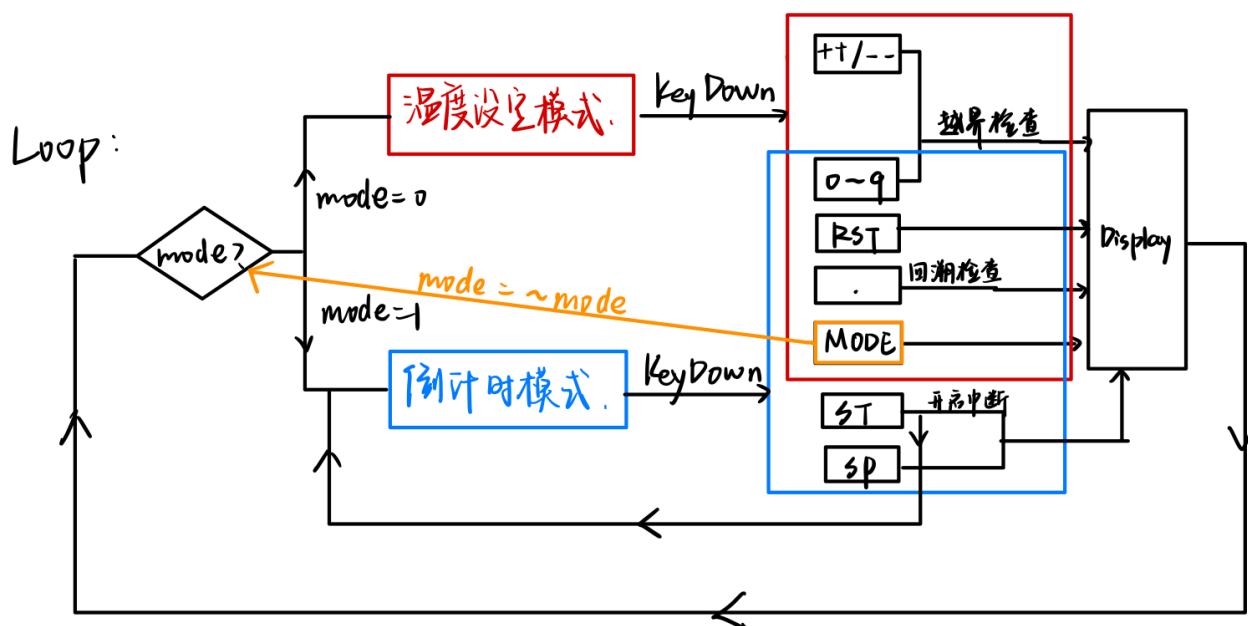 Loop:
mode?
mode=0
mode=1
温度设定模式.
倒计时模式.
KeyDown
KeyDown
mode=~mode
++/--
0~9
RST
.
MODE
ST
SP
越界检查
回溯检查
开启中断
Display